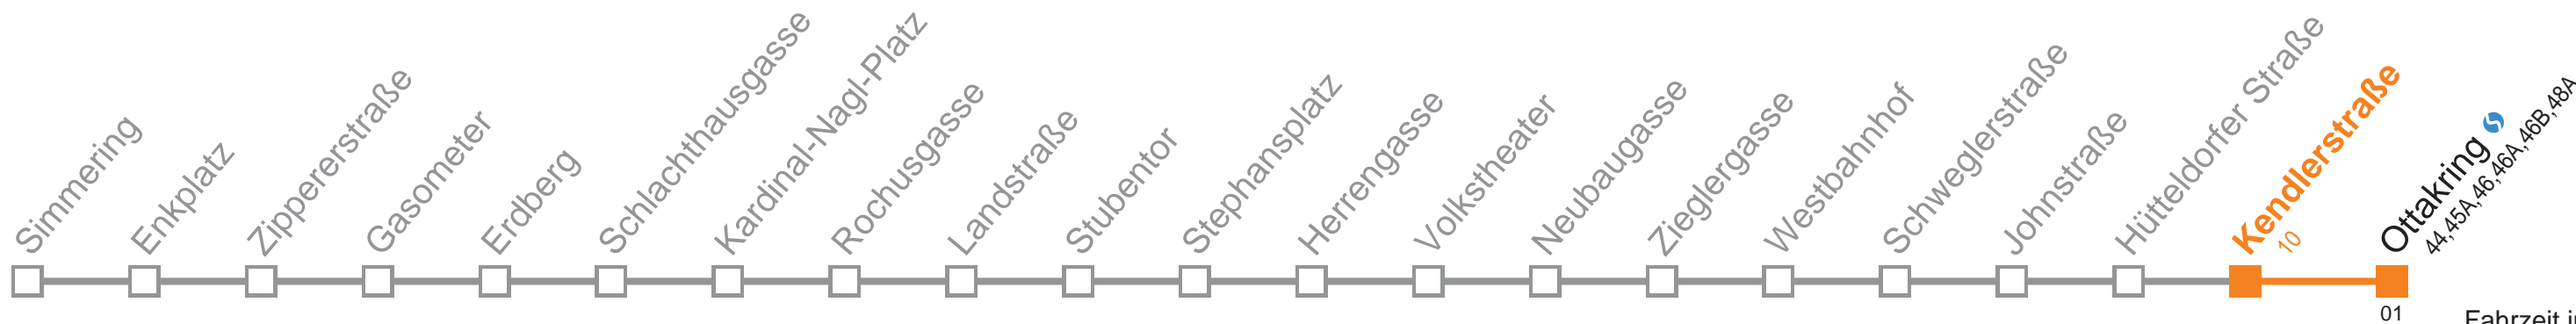 Simmering
Enkplatz
Zippererstraße
Gasometer
Erdberg
Schlachthausgasse
Kardinal-Nagl-Platz
Rochusgasse
Landstraße
Stubentor
Stephansplatz
Herrengasse
Volkstheater
Neubaugasse
Zieglergasse
Westbahnhof
Schweglerstraße
Johnstraße
Hütteldorfer Straße
Kendlerstraße
10
Ottakring
44,45A,46,46A,46B,48A
01
Fahrzeit